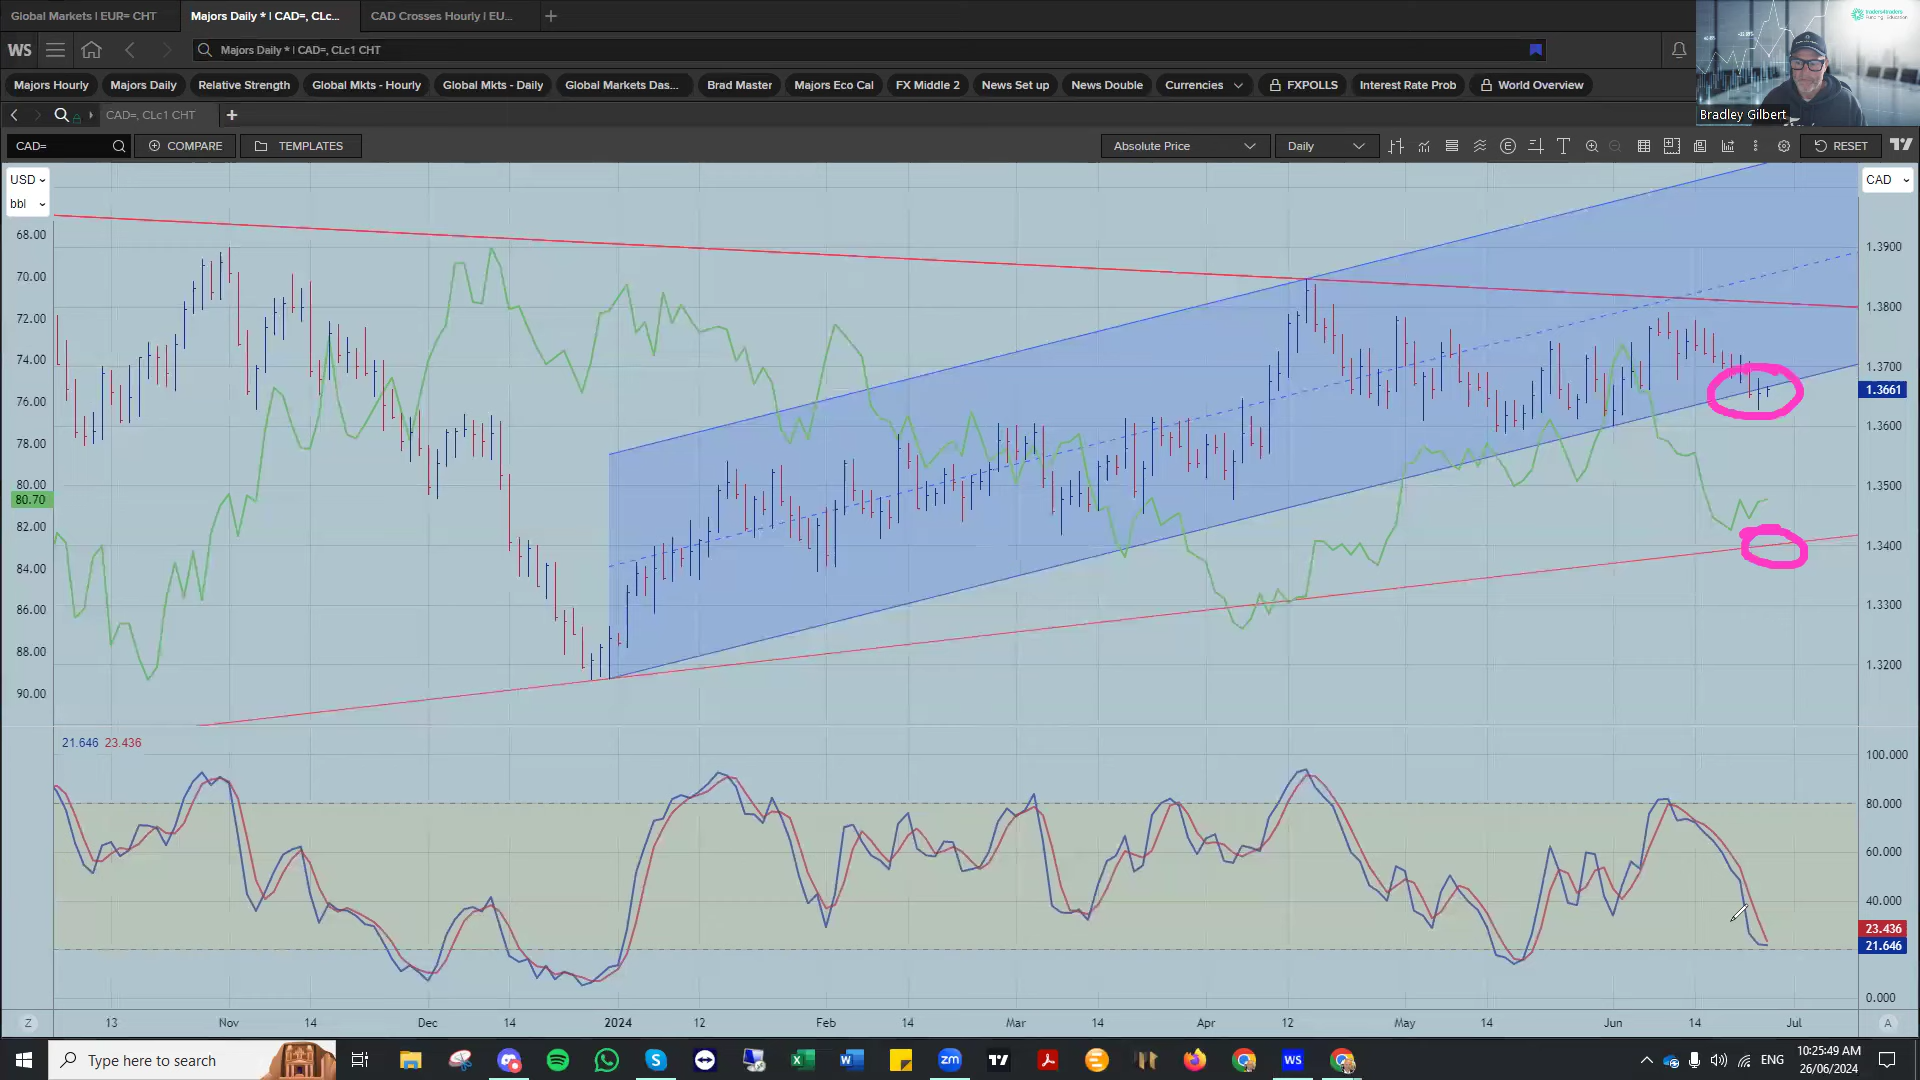 Global Markets | EUR= CHT
Majors Daily * | CAD=, CLc...
CAD Crosses Hourly | EU...
traders4traders
Funding · Education
WS
Majors Daily * | CAD=, CLc1 CHT
Majors Hourly
Majors Daily
Relative Strength
Global Mkts - Hourly
Global Mkts - Daily
Global Markets Das...
Brad Master
Majors Eco Cal
FX Middle 2
News Set up
News Double
Currencies
FXPOLLS
Interest Rate Prob
World Overview
Bradley Gilbert
CAD=, CLc1 CHT
CAD=
COMPARE
TEMPLATES
Absolute Price
Daily
RESET
USD
bbl
CAD
68.00
70.00
72.00
74.00
76.00
78.00
80.00
80.70
82.00
84.00
86.00
88.00
90.00
1.3900
1.3800
1.3700
1.3661
1.3600
1.3500
1.3400
1.3300
1.3200
21.646 23.436
100.000
80.000
60.000
40.000
23.436
21.646
0.000
Z
13
Nov
14
Dec
14
2024
12
Feb
14
Mar
14
Apr
12
May
14
Jun
14
Jul
A
Type here to search
zm
WS
ENG
10:25:49 AM
26/06/2024